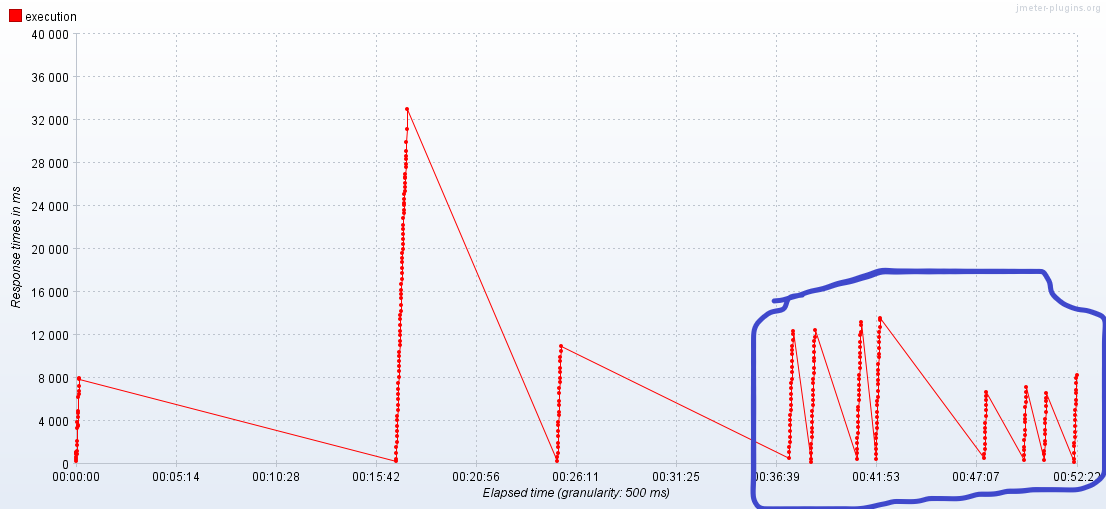 jmeter-plugins.org
execution
40 000
36 000
32 000
28 000
24 000
20 000
16 000
12 000
8 000
4 000
0
Response times in ms
00:00:00 00:05:14 00:10:28 00:15:42 00:20:56 00:26:11 00:31:25 00:36:39 00:41:53 00:47:07 00:52:22
Elapsed time (granularity: 500 ms)